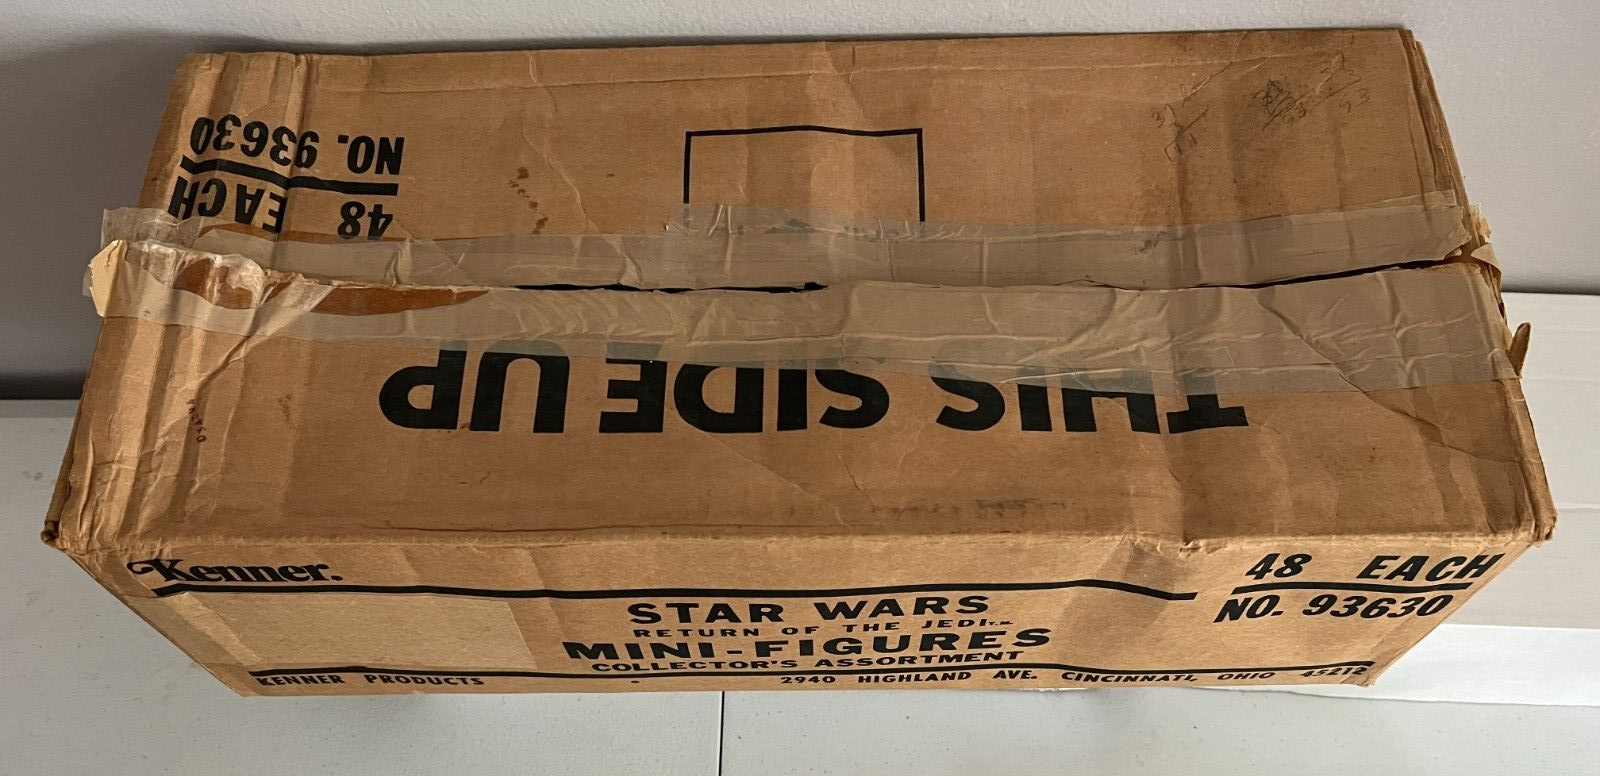 NO. 93630
48 EACH
THIS SIDE UP
Kenner.
48 EACH
NO. 93630
STAR WARS
RETURN OF THE JEDI T.M.
MINI-FIGURES
COLLECTOR'S ASSORTMENT
KENNER PRODUCTS
2940 HIGHLAND AVE. CINCINNATI, OHIO 45212